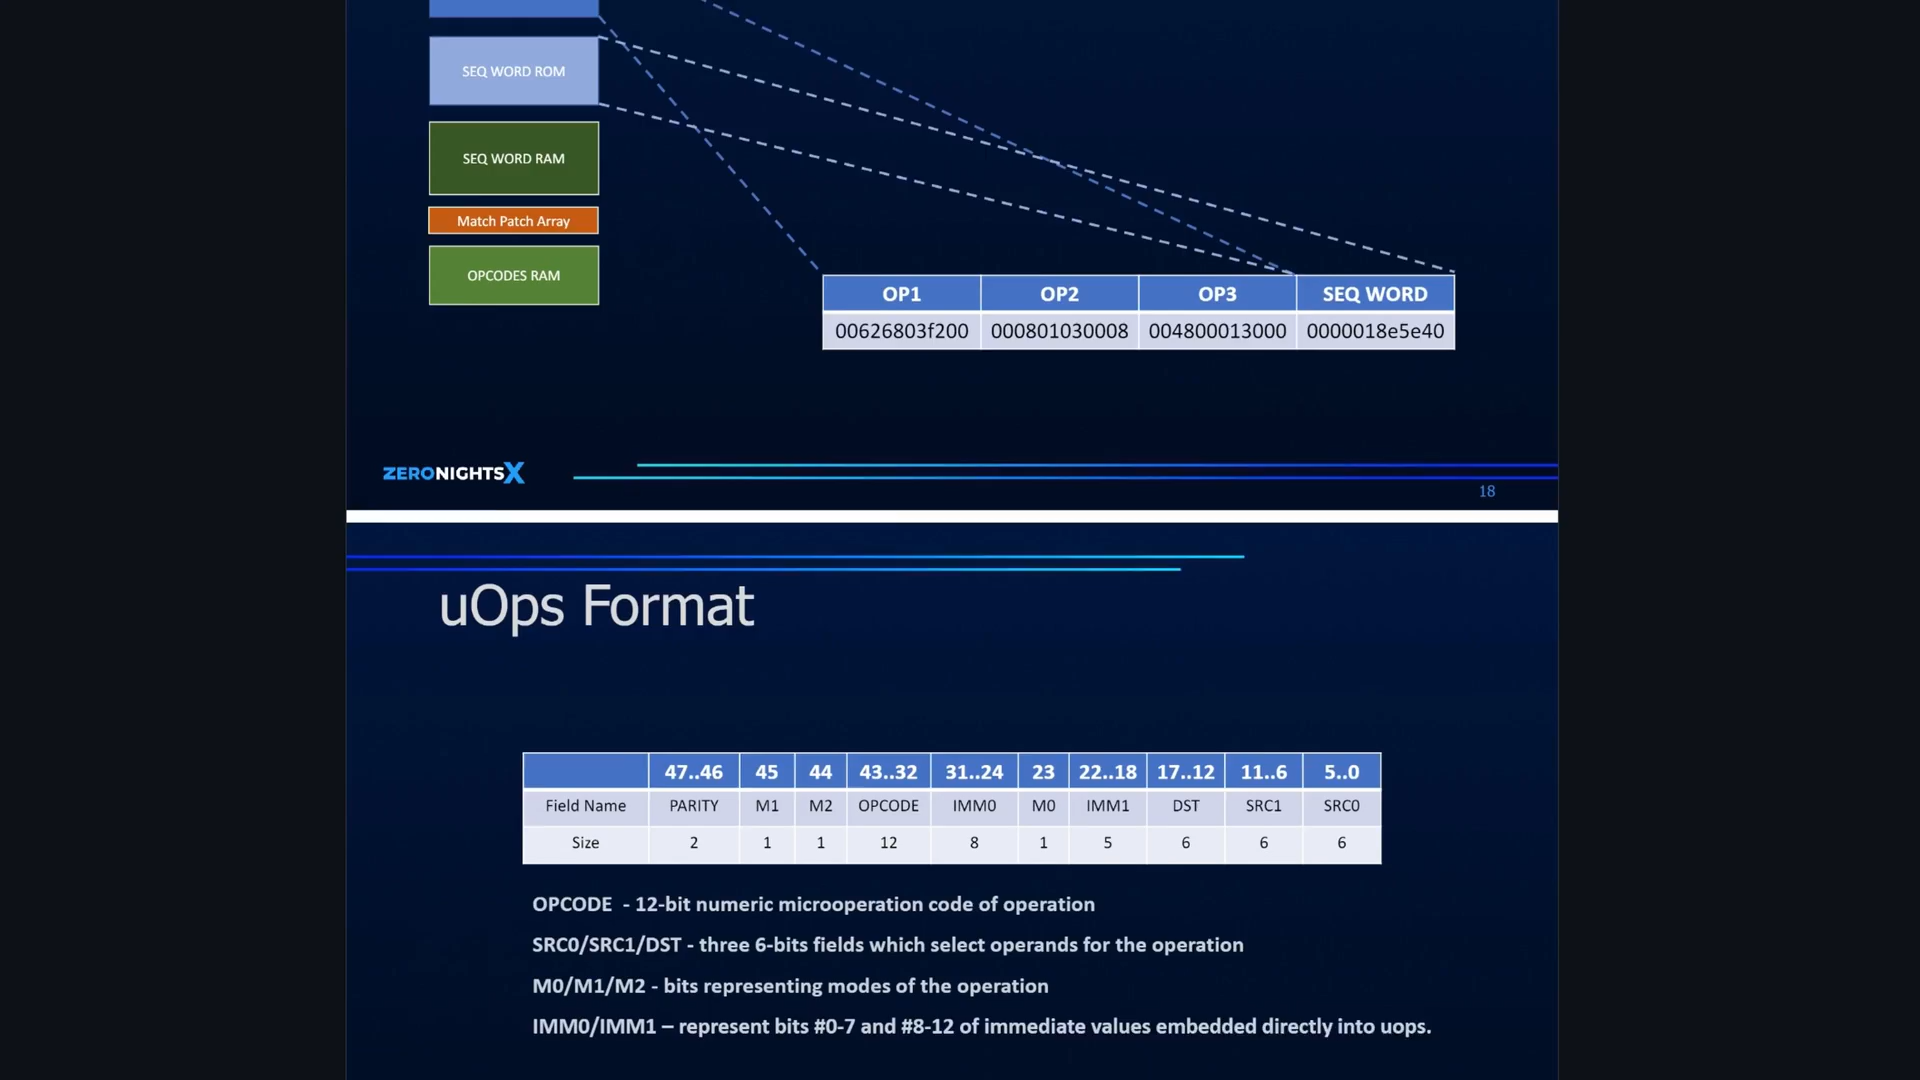 SEQ WORD ROM
SEQ WORD RAM
Match Patch Array
OPCODES RAM
OP1 OP2 OP3 SEQ WORD
00626803f200 000801030008 004800013000 0000018e5e40
ZERONIGHTSX
18
uOps Format
47..46 45 44 43..32 31..24 23 22..18 17..12 11..6 5..0
Field Name PARITY M1 M2 OPCODE IMM0 M0 IMM1 DST SRC1 SRC0
Size 2 1 1 12 8 1 5 6 6 6
OPCODE - 12-bit numeric microoperation code of operation
SRC0/SRC1/DST - three 6-bits fields which select operands for the operation
M0/M1/M2 - bits representing modes of the operation
IMM0/IMM1 – represent bits #0-7 and #8-12 of immediate values embedded directly into uops.